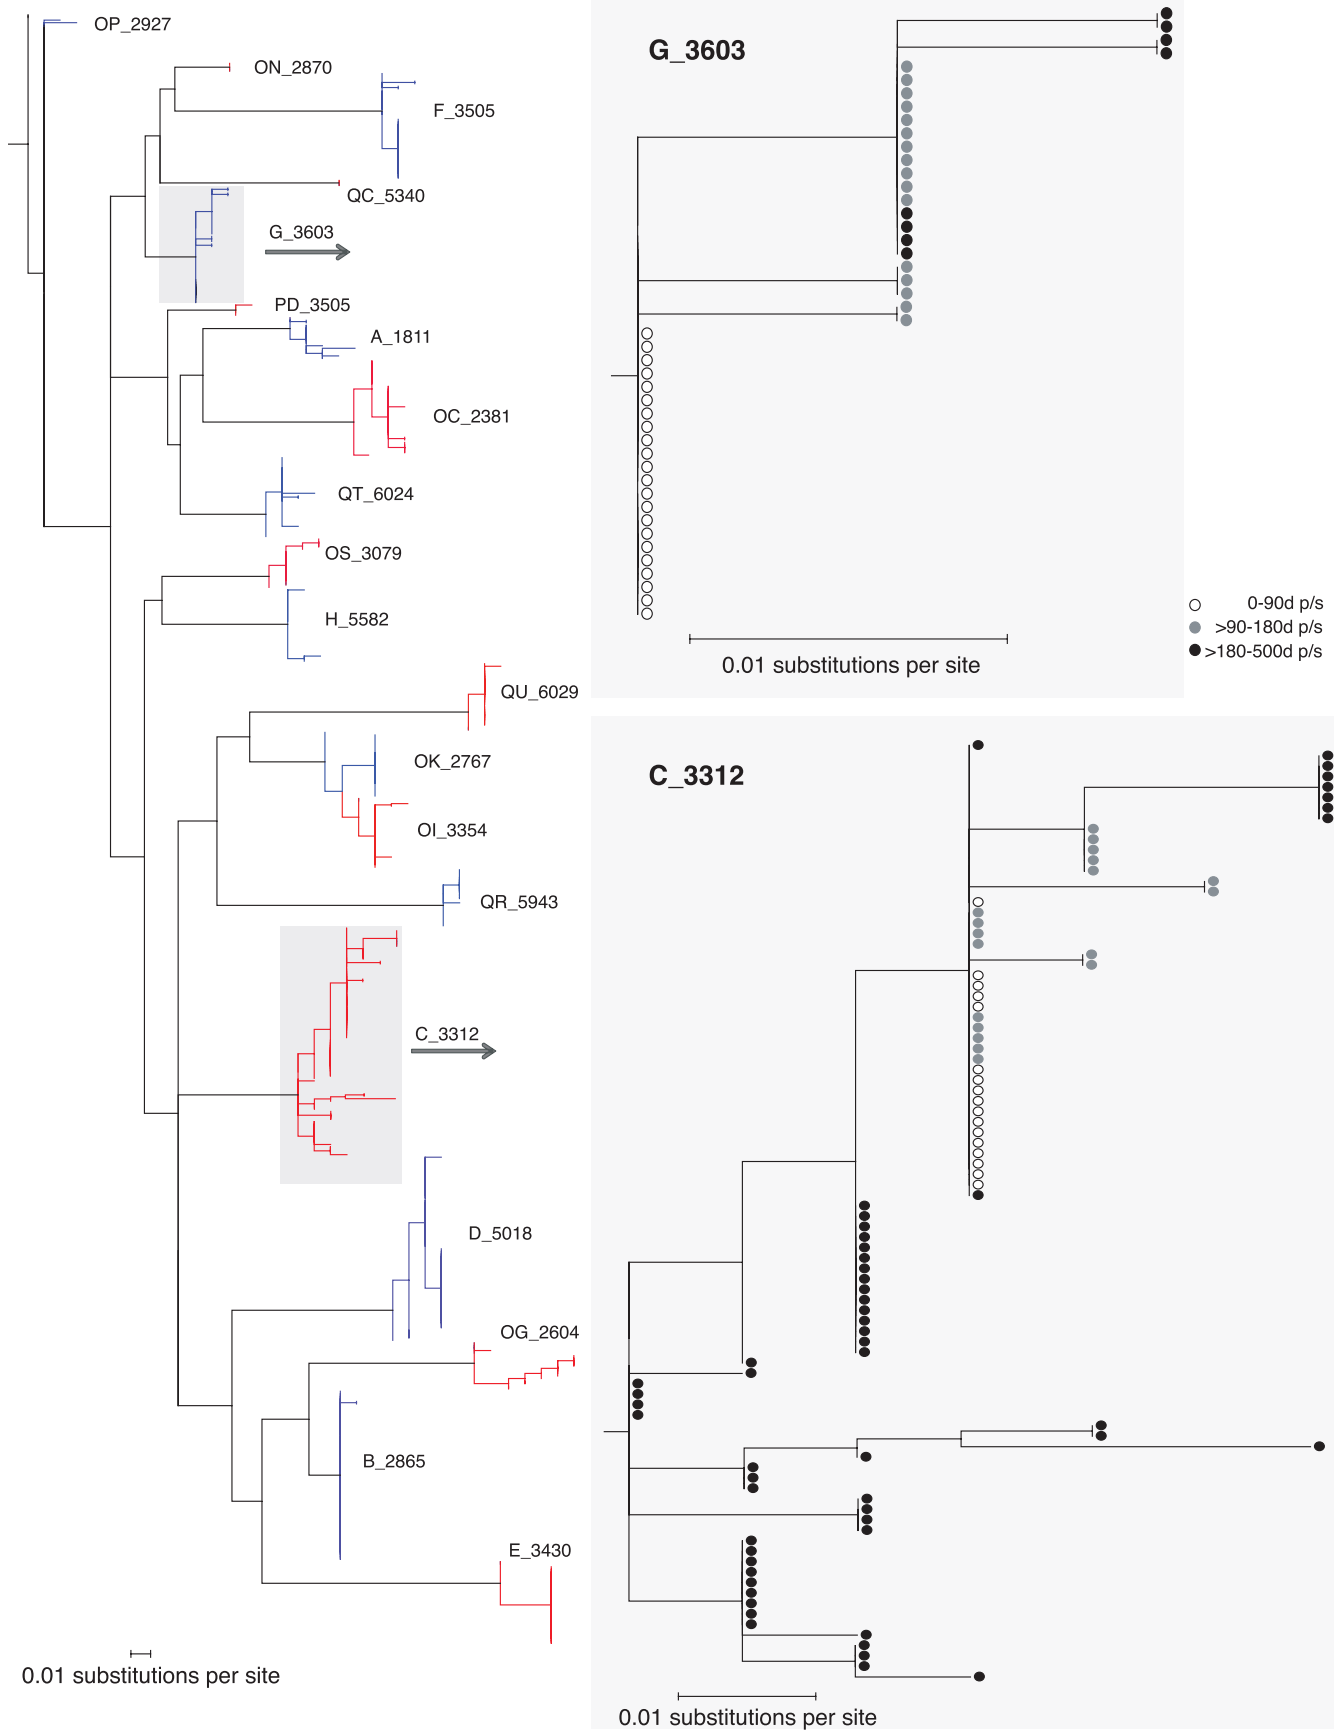 OP_2927
ON_2870
F_3505
QC_5340
G_3603
PD_3505
A_1811
OC_2381
QT_6024
OS_3079
H_5582
QU_6029
OK_2767
OI_3354
QR_5943
C_3312
D_5018
OG_2604
B_2865
E_3430
0.01 substitutions per site
G_3603
0.01 substitutions per site
0-90d p/s
>90-180d p/s
>180-500d p/s
C_3312
0.01 substitutions per site